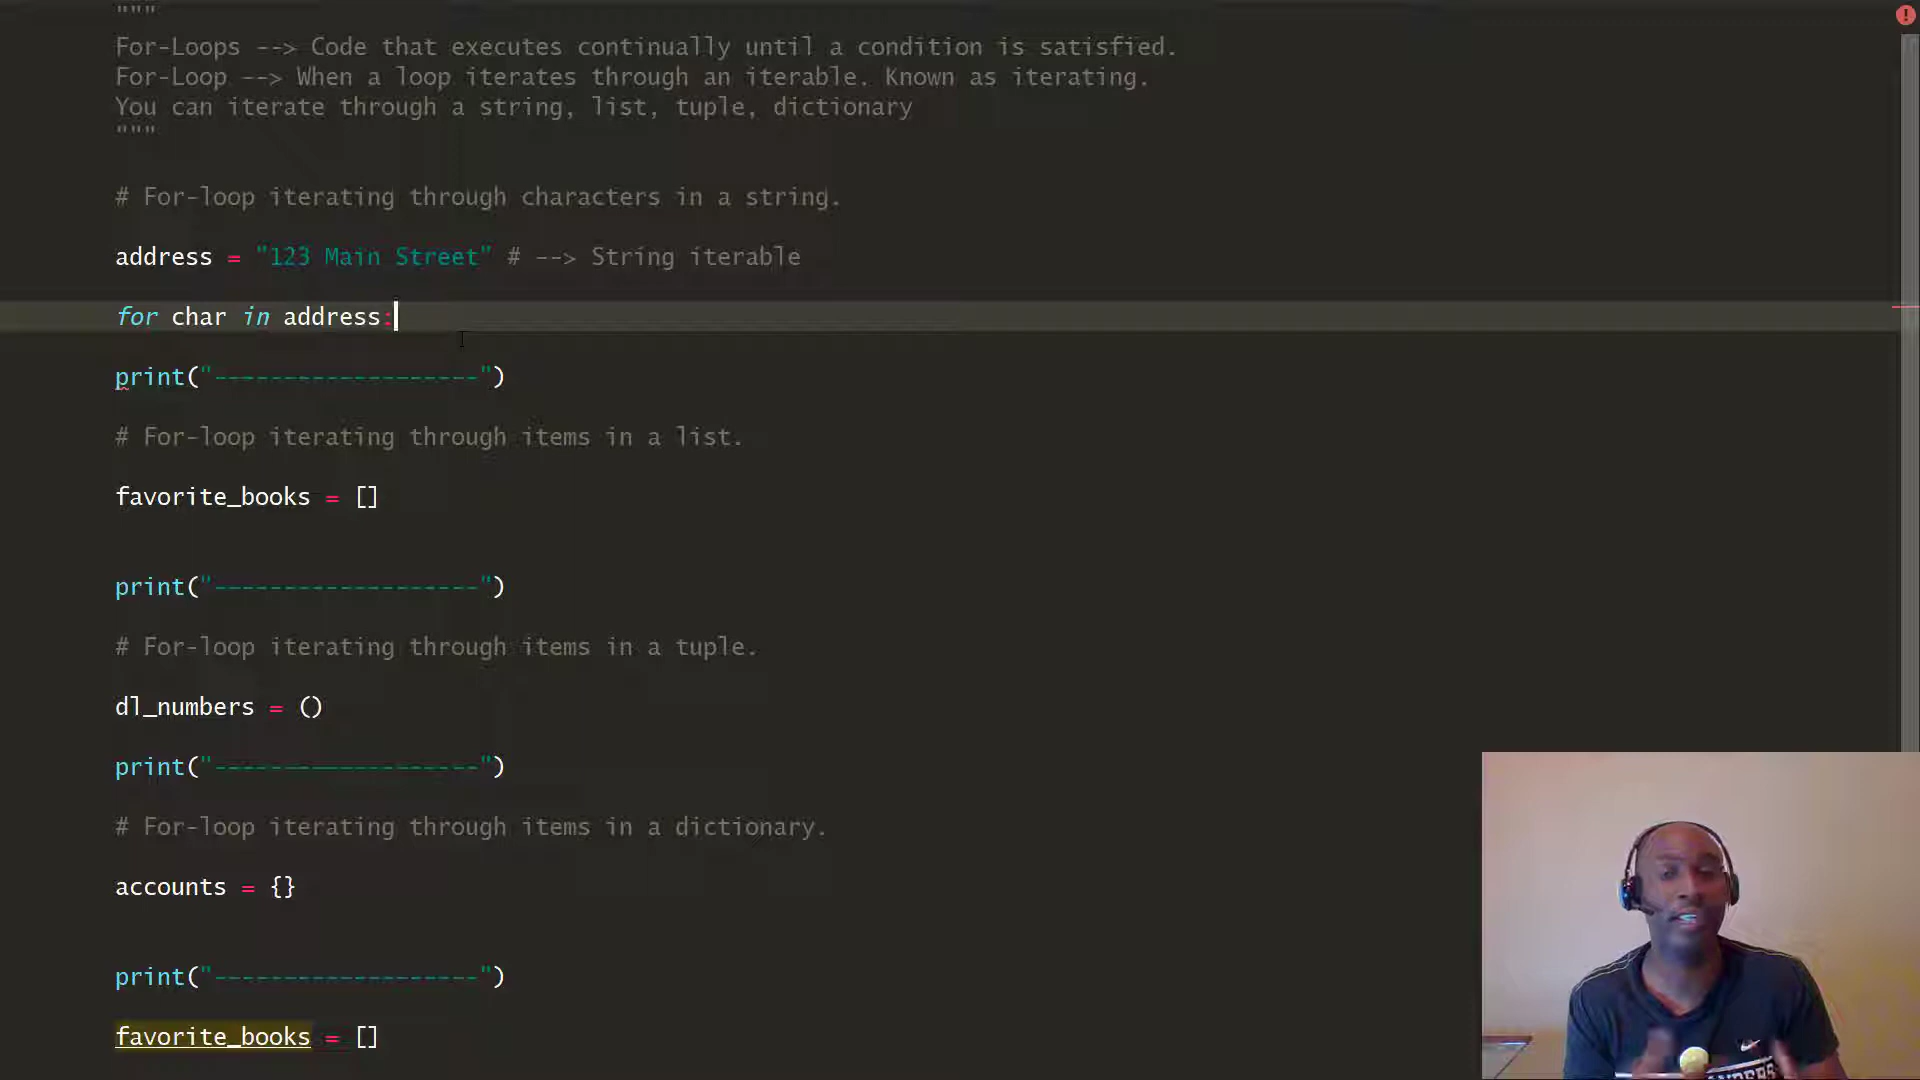 """
For-Loops --> Code that executes continually until a condition is satisfied.
For-Loop --> When a loop iterates through an iterable. Known as iterating.
You can iterate through a string, list, tuple, dictionary
"""
# For-loop iterating through characters in a string.
address = "123 Main Street" # --> String iterable
for char in address:
print("-------------------")
# For-loop iterating through items in a list.
favorite_books = []
print("-------------------")
# For-loop iterating through items in a tuple.
dl_numbers = ()
print("-------------------")
# For-loop iterating through items in a dictionary.
accounts = {}
print("-------------------")
favorite_books = []